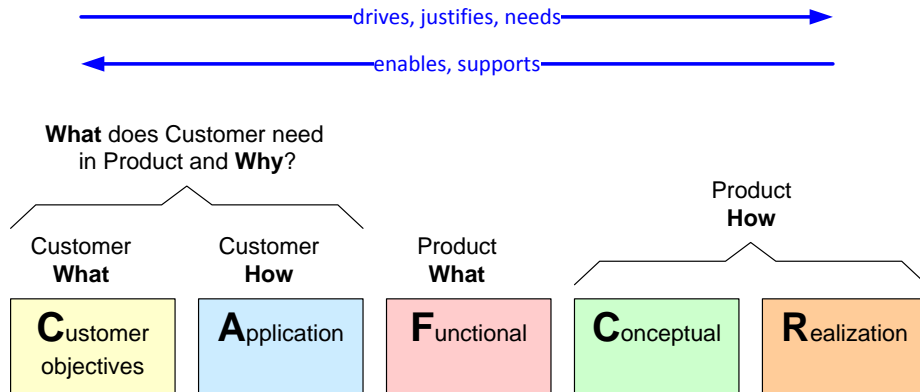 drives, justifies, needs
enables, supports
What does Customer need
in Product and Why?
Product
How
Customer
What
Customer
How
Product
What
Customer
objectives
Application
Functional
Conceptual
Realization